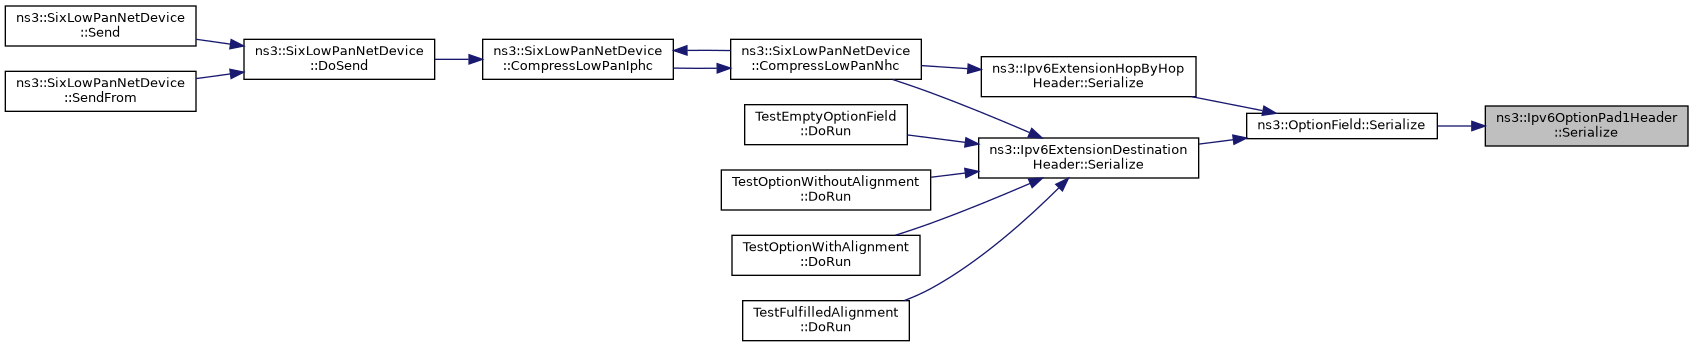 ns3::SixLowPanNetDevice
::Send
ns3::SixLowPanNetDevice
::SendFrom
ns3::SixLowPanNetDevice
::DoSend
ns3::SixLowPanNetDevice
::CompressLowPanIphc
ns3::SixLowPanNetDevice
::CompressLowPanNhc
TestEmptyOptionField
::DoRun
TestOptionWithoutAlignment
::DoRun
TestOptionWithAlignment
::DoRun
TestFulfilledAlignment
::DoRun
ns3::Ipv6ExtensionHopByHop
Header::Serialize
ns3::Ipv6ExtensionDestination
Header::Serialize
ns3::OptionField::Serialize
ns3::Ipv6OptionPad1Header
::Serialize